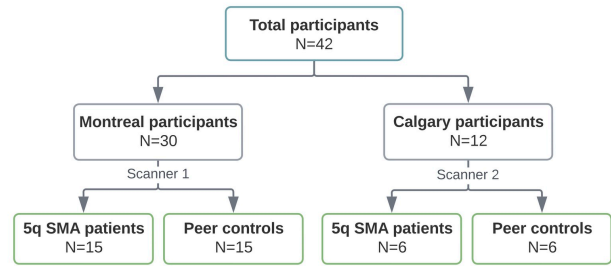 Total participants
N=42
Montreal participants
N=30
Calgary participants
N=12
Scanner 1
Scanner 2
5q SMA patients
N=15
Peer controls
N=15
5q SMA patients
N=6
Peer controls
N=6